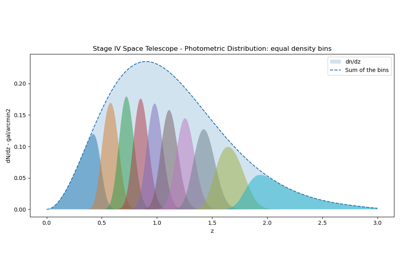 Stage IV Space Telescope - Photometric Distribution: equal density bins
dn/dz
Sum of the bins
dN/dz - gal/arcmin2
0.20
0.15
0.10
0.05
0.00
0.0 0.5 1.0 1.5 2.0 2.5 3.0
z